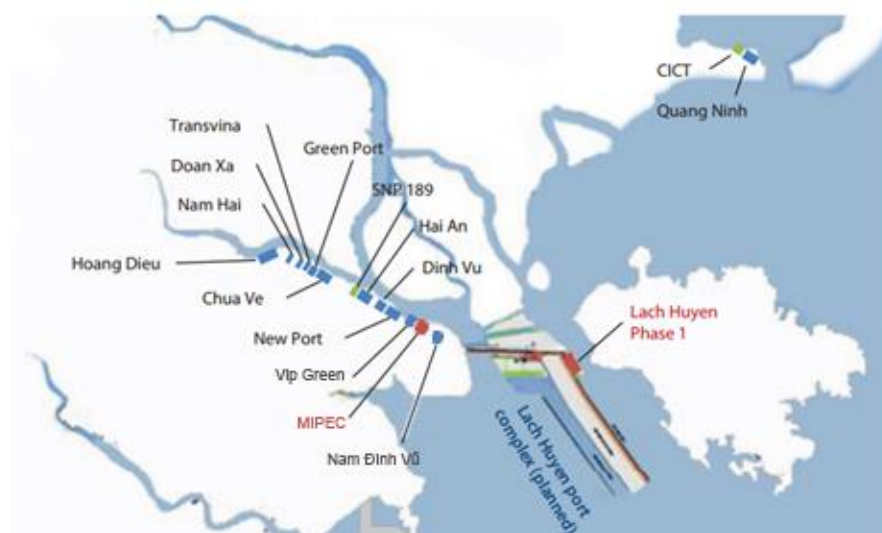 CICT
Quang Ninh
Transvina
Green Port
Doan Xa
SNP 189
Nam Hai
Hai An
Hoang Dieu
Dinh Vu
Chua Ve
Lach Huyen
Phase 1
New Port
VIp Green
MIPEC
Nam Đình Vũ
Lach Huyen port
complex (planned)